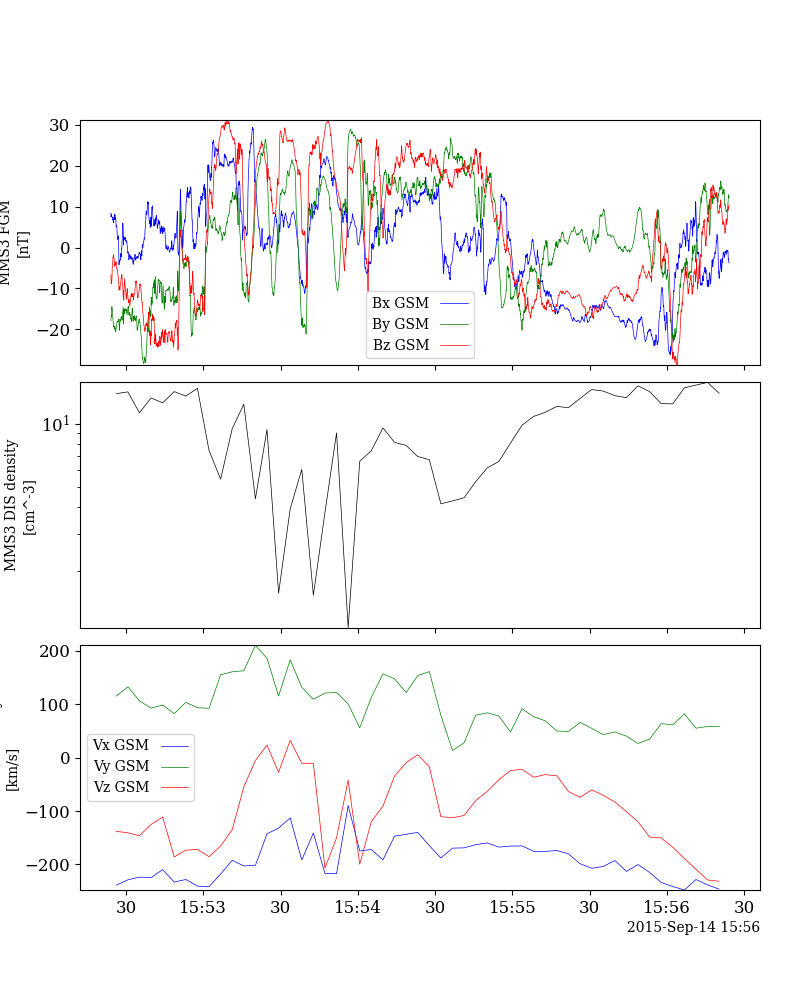 30
20
10
0
−10
−20
MMS3 FGM
[nT]
Bx GSM
By GSM
Bz GSM
10^1
MMS3 DIS density
[cm^-3]
200
100
0
−100
−200
[km/s]
Vx GSM
Vy GSM
Vz GSM
30 15:53 30 15:54 30 15:55 30 15:56 30
2015-Sep-14 15:56